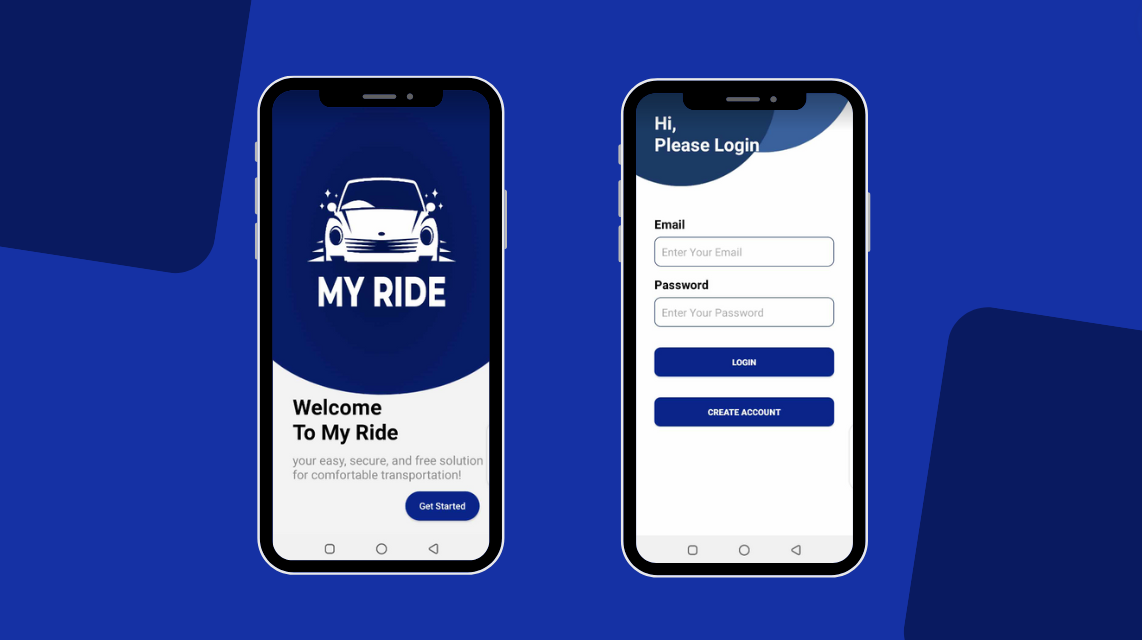 MY RIDE
Welcome
To My Ride
your easy, secure, and free solution
for comfortable transportation!
Get Started
Hi,
Please Login
Email
Enter Your Email
Password
Enter Your Password
LOGIN
CREATE ACCOUNT